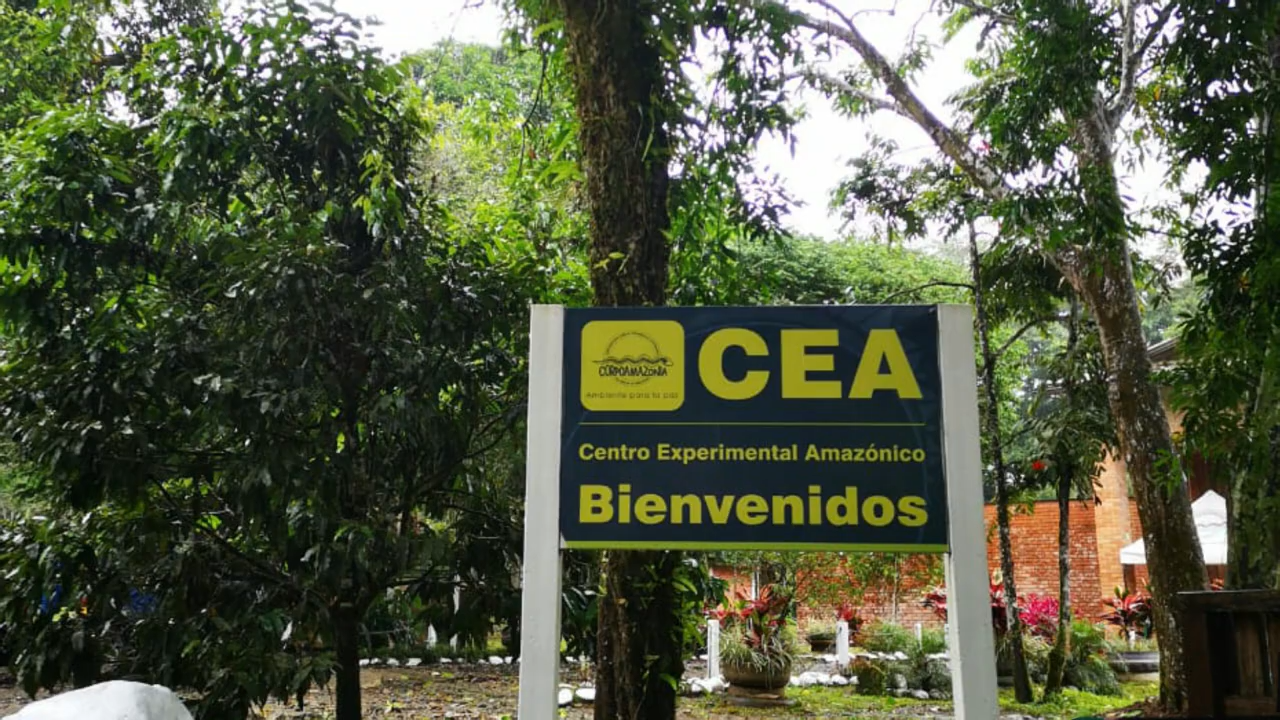 CEA
CORPOAMAZONIA
Ambiente para la paz
Centro Experimental Amazónico
Bienvenidos